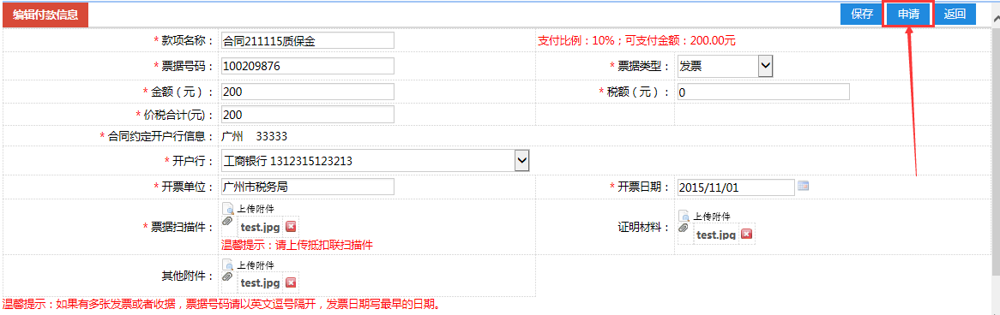 编辑付款信息
保存 申请 返回
* 款项名称： 合同211115质保金 支付比例：10%；可支付金额：200.00元
* 票据号码： 100209876 * 票据类型： 发票
* 金额（元）： 200 * 税额（元）： 0
* 价税合计(元): 200
* 合同约定开户行信息： 广州 33333
* 开户行： 工商银行 1312315123213
* 开票单位： 广州市税务局 * 开票日期： 2015/11/01
* 票据扫描件： 上传附件
test.jpg
温馨提示：请上传抵扣联扫描件
证明材料： 上传附件
test.jpg
其他附件： 上传附件
test.jpg
温馨提示：如果有多张发票或者收据，票据号码请以英文逗号隔开，发票日期写最早的日期。